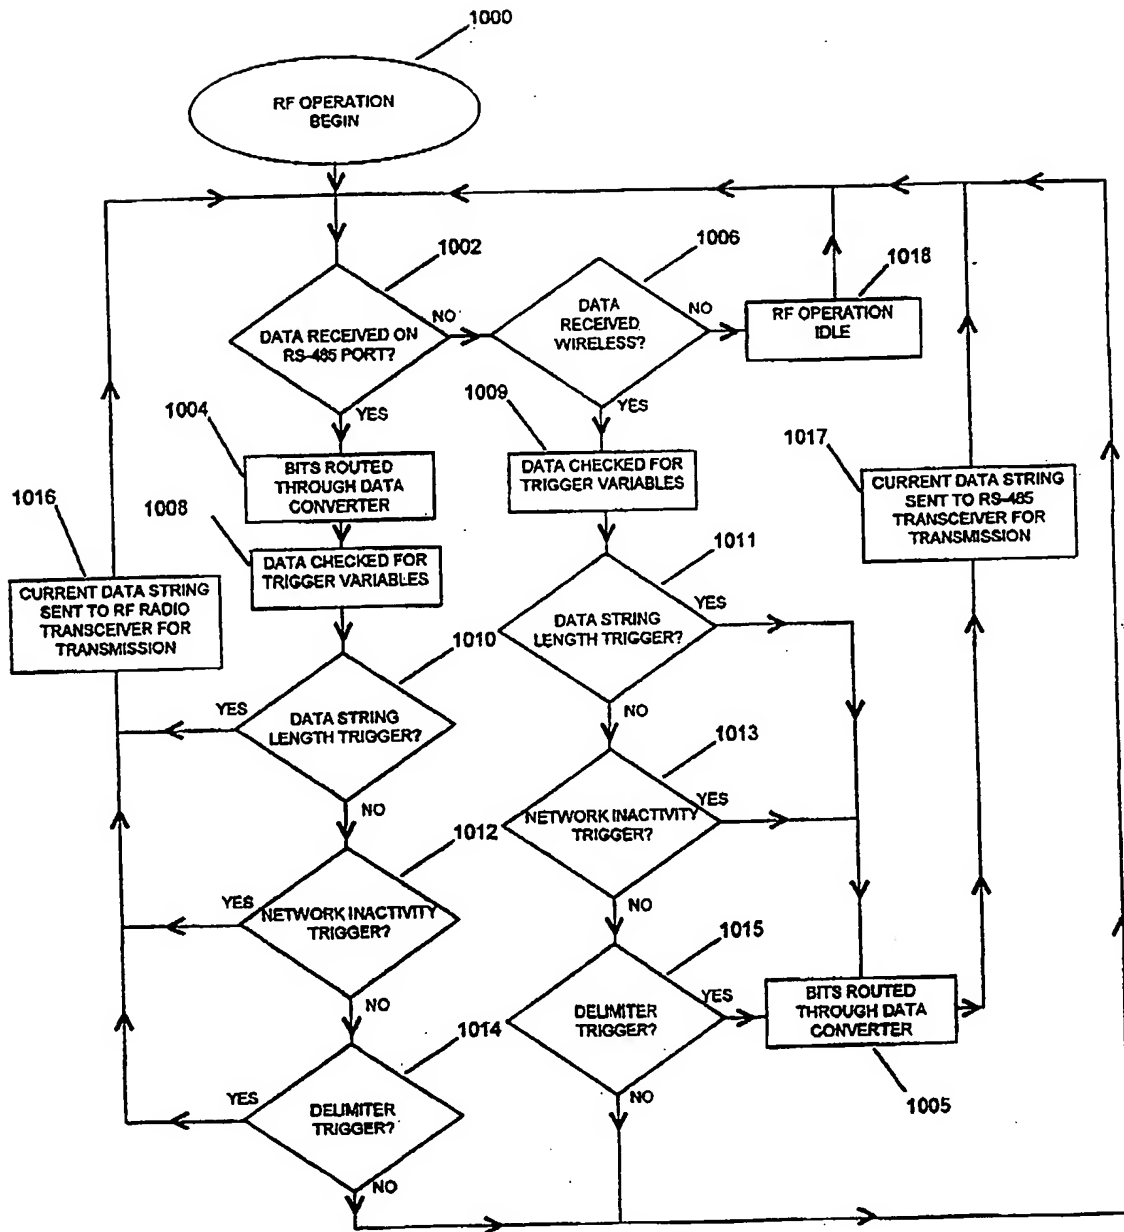 1000
RF OPERATION
BEGIN
1002
DATA RECEIVED ON
RS-485 PORT?
NO
YES
1006
DATA
RECEIVED
WIRELESS?
NO
YES
1018
RF OPERATION
IDLE
1004
BITS ROUTED
THROUGH DATA
CONVERTER
1009
DATA CHECKED FOR
TRIGGER VARIABLES
1017
CURRENT DATA STRING
SENT TO RS-485
TRANSCEIVER FOR
TRANSMISSION
1016
CURRENT DATA STRING
SENT TO RF RADIO
TRANSCEIVER FOR
TRANSMISSION
1008
DATA CHECKED FOR
TRIGGER VARIABLES
1011
DATA STRING
LENGTH TRIGGER?
YES
NO
1010
DATA STRING
LENGTH TRIGGER?
YES
NO
1013
NETWORK INACTIVITY
TRIGGER?
YES
NO
1012
NETWORK INACTIVITY
TRIGGER?
YES
NO
1015
DELIMITER
TRIGGER?
YES
NO
BITS ROUTED
THROUGH DATA
CONVERTER
1005
1014
DELIMITER
TRIGGER?
YES
NO